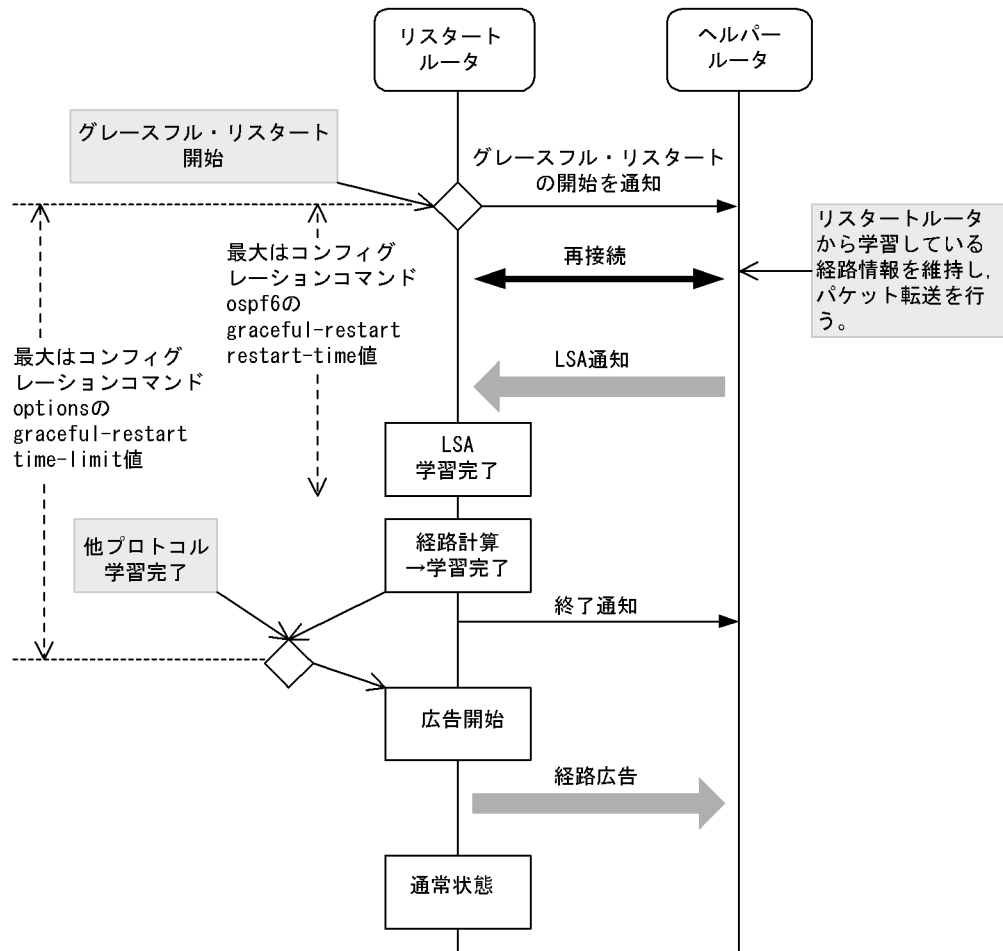 リスタート
ルータ
ヘルパー
ルータ
グレースフル・リスタート
開始
グレースフル・リスタート
の開始を通知
リスタートルータ
から学習している
経路情報を維持し,
パケット転送を行
う。
再接続
最大はコンフィグ
レーションコマンド
ospf6の
graceful-restart
restart-time値
最大はコンフィグ
レーションコマンド
optionsの
graceful-restart
time-limit値
LSA通知
LSA
学習完了
他プロトコル
学習完了
経路計算
→学習完了
終了通知
広告開始
経路広告
通常状態